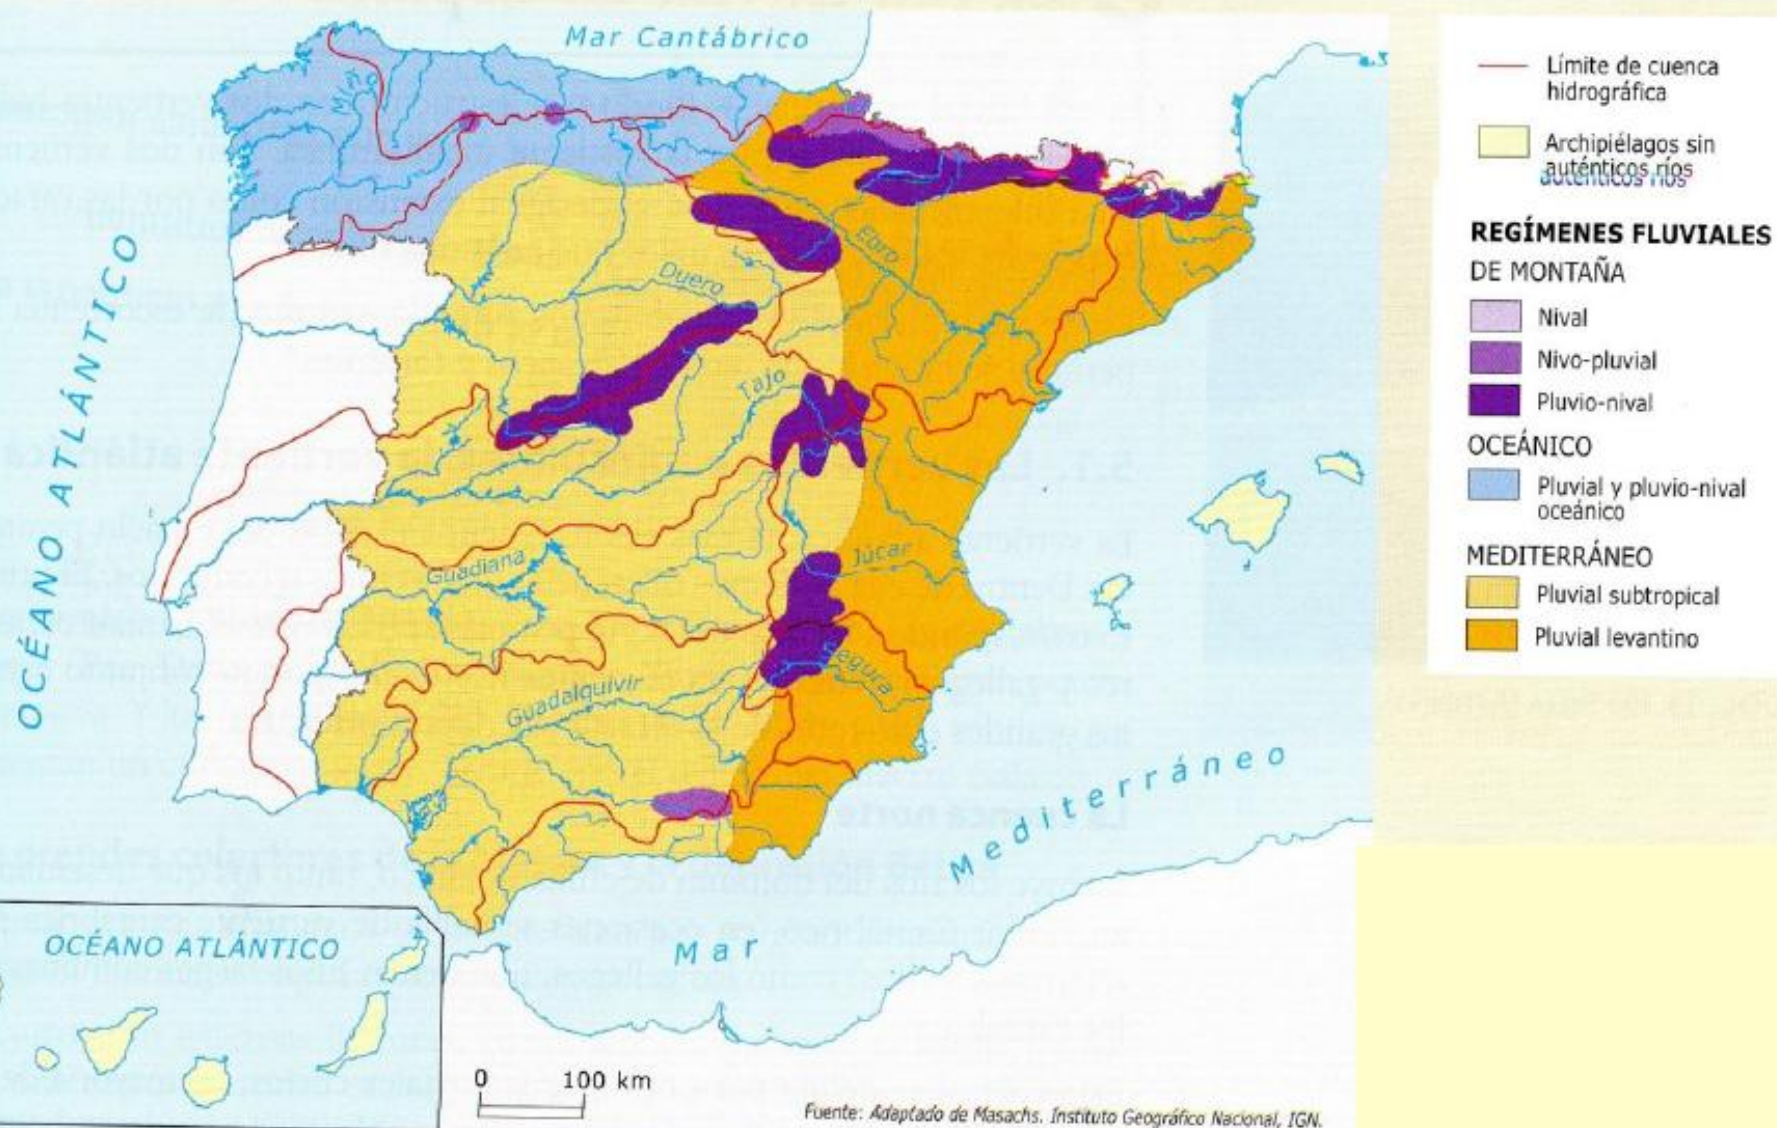 Mar Cantábrico
OCÉANO ATLÁNTICO
Miño
Ebro
Duero
Tajo
Júcar
Guadiana
Segura
Guadalquivir
Mar Mediterráneo
OCÉANO ATLÁNTICO
0 100 km
Fuente: Adaptado de Masachs. Instituto Geográfico Nacional, IGN.
Límite de cuenca
hidrográfica
Archipiélagos sin
auténticos ríos
auténticos ríos
REGÍMENES FLUVIALES
DE MONTAÑA
Nival
Nivo-pluvial
Pluvio-nival
OCEÁNICO
Pluvial y pluvio-nival
oceánico
MEDITERRÁNEO
Pluvial subtropical
Pluvial levantino